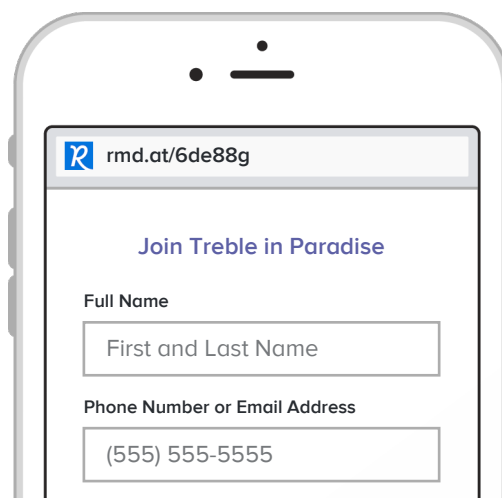 rmd.at/6de88g
Join Treble in Paradise
Full Name
First and Last Name
Phone Number or Email Address
(555) 555-5555